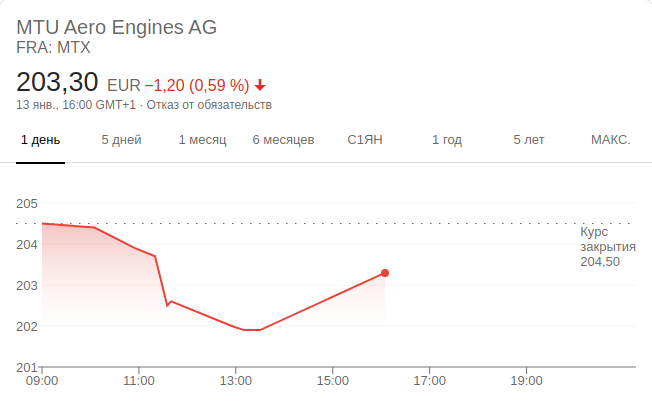 MTU Aero Engines AG
FRA: MTX
203,30 EUR −1,20 (0,59 %)
13 янв., 16:00 GMT+1 · Отказ от обязательств
1 день 5 дней 1 месяц 6 месяцев С1ЯН 1 год 5 лет МАКС.
205
Курс
закрытия
204,50
204
203
202
201
09:00 11:00 13:00 15:00 17:00 19:00